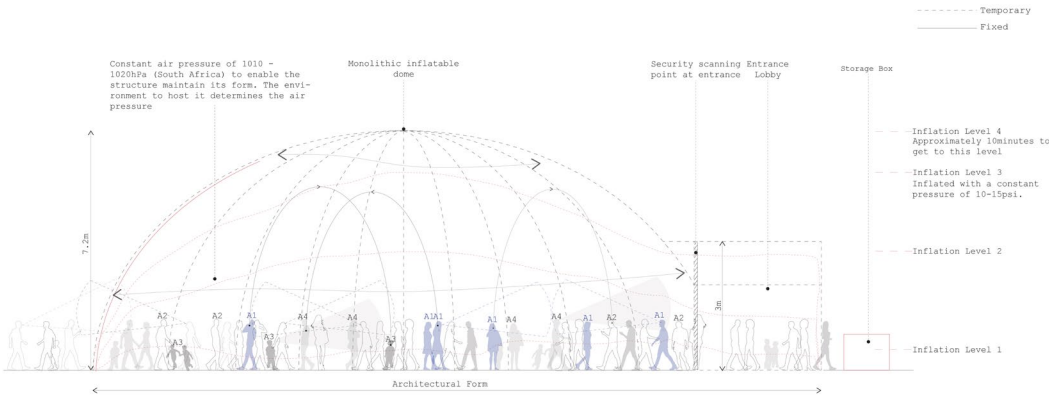 Temporary
Fixed
Constant air pressure of 1010 -
1020hPa (South Africa) to enable the
structure maintain its form. The envi-
ronment to host it determines the air
pressure
Monolithic inflatable
dome
Security scanning
point at entrance
Entrance
Lobby
Storage Box
Inflation Level 4
Approximately 10minutes to
get to this level
Inflation Level 3
Inflated with a constant
pressure of 10-15psi.
Inflation Level 2
Inflation Level 1
7.2m
3m
A2
A2
A1
A4
A4
A1
A1
A1
A4
A1
A2
A1
A2
A3
A3
A3
Architectural Form